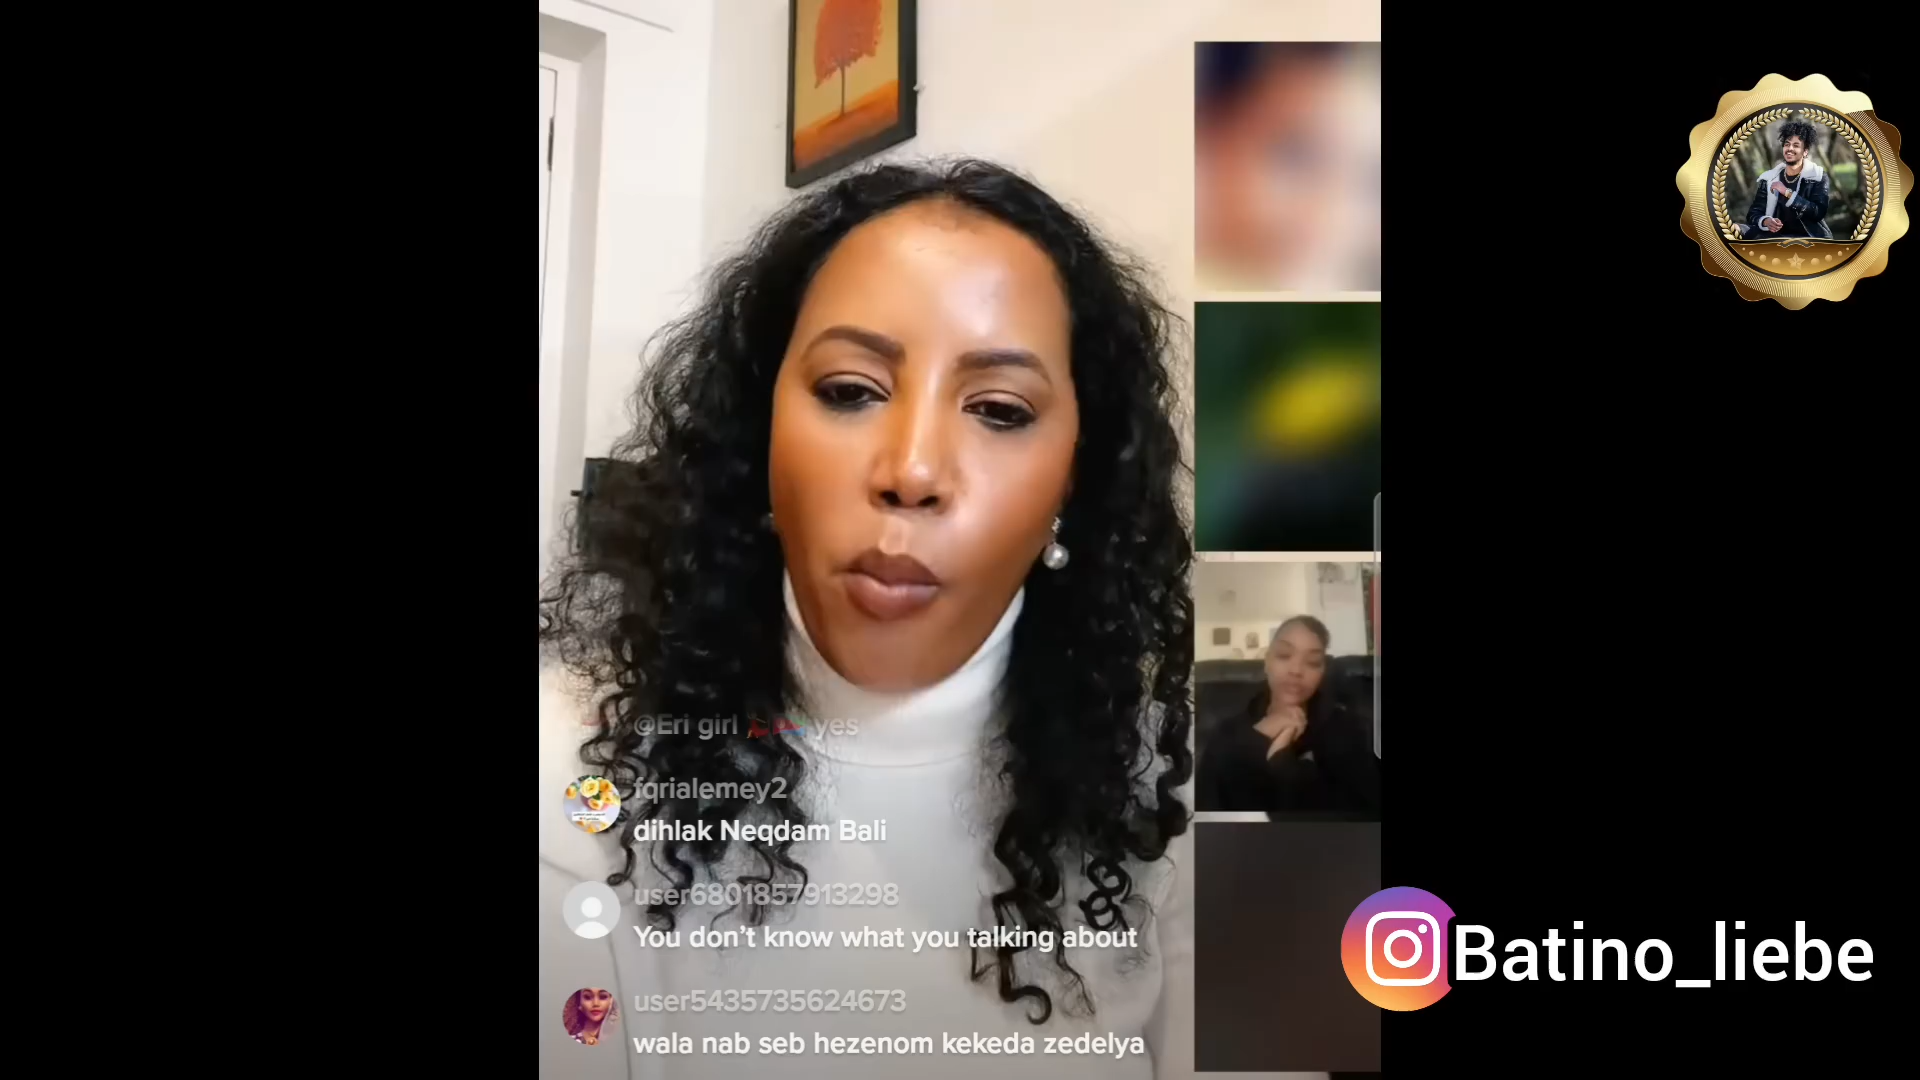 @Eri girl yes
fqrialemey2
dihlak Neqdam Bali
user6801857913298
You don't know what you talking about
user5435735624673
wala nab seb hezenom kekeda zedelya
Batino_liebe